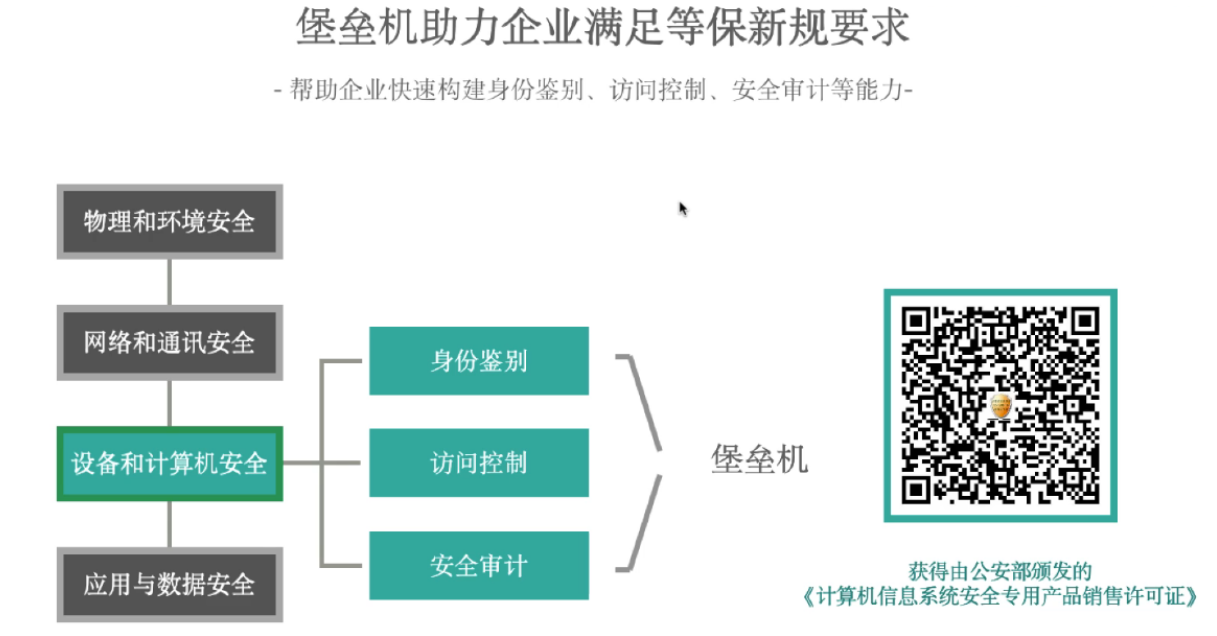 堡垒机助力企业满足等保新规要求
- 帮助企业快速构建身份鉴别、访问控制、安全审计等能力-
物理和环境安全
网络和通讯安全
设备和计算机安全
应用与数据安全
身份鉴别
访问控制
安全审计
堡垒机
获得由公安部颁发的
《计算机信息系统安全专用产品销售许可证》